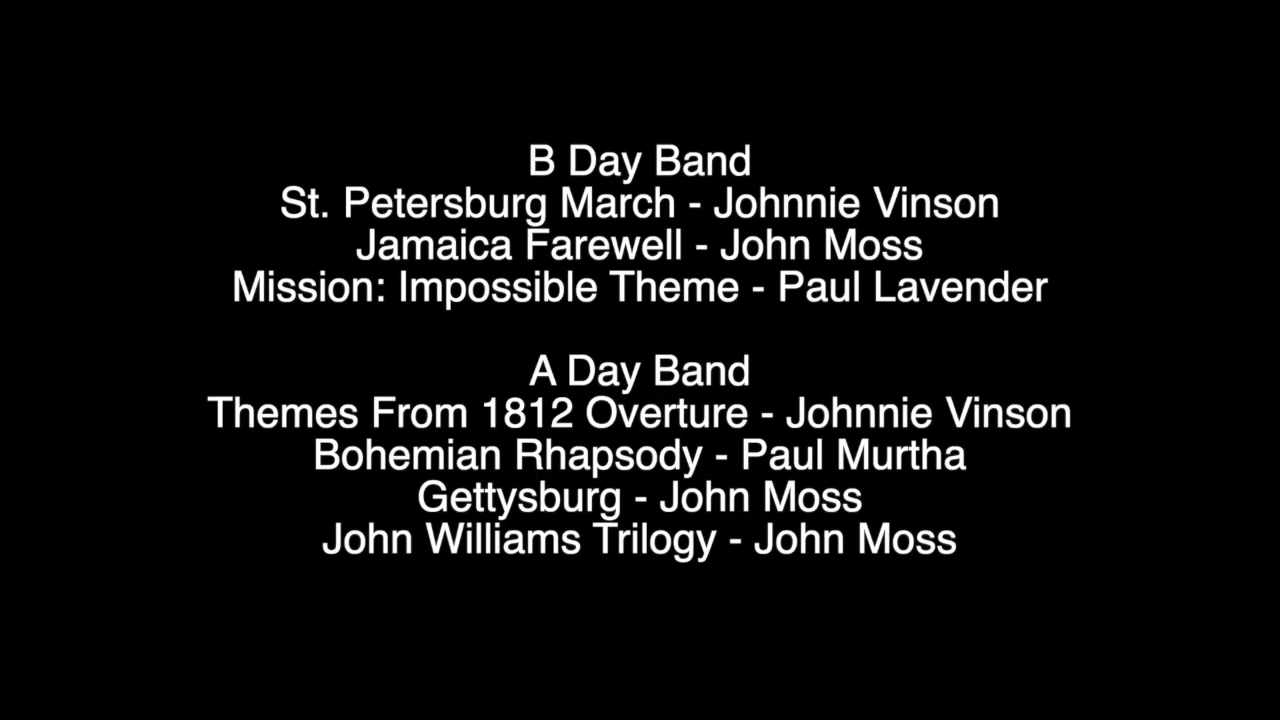 B Day Band
St. Petersburg March - Johnnie Vinson
Jamaica Farewell - John Moss
Mission: Impossible Theme - Paul Lavender
A Day Band
Themes From 1812 Overture - Johnnie Vinson
Bohemian Rhapsody - Paul Murtha
Gettysburg - John Moss
John Williams Trilogy - John Moss